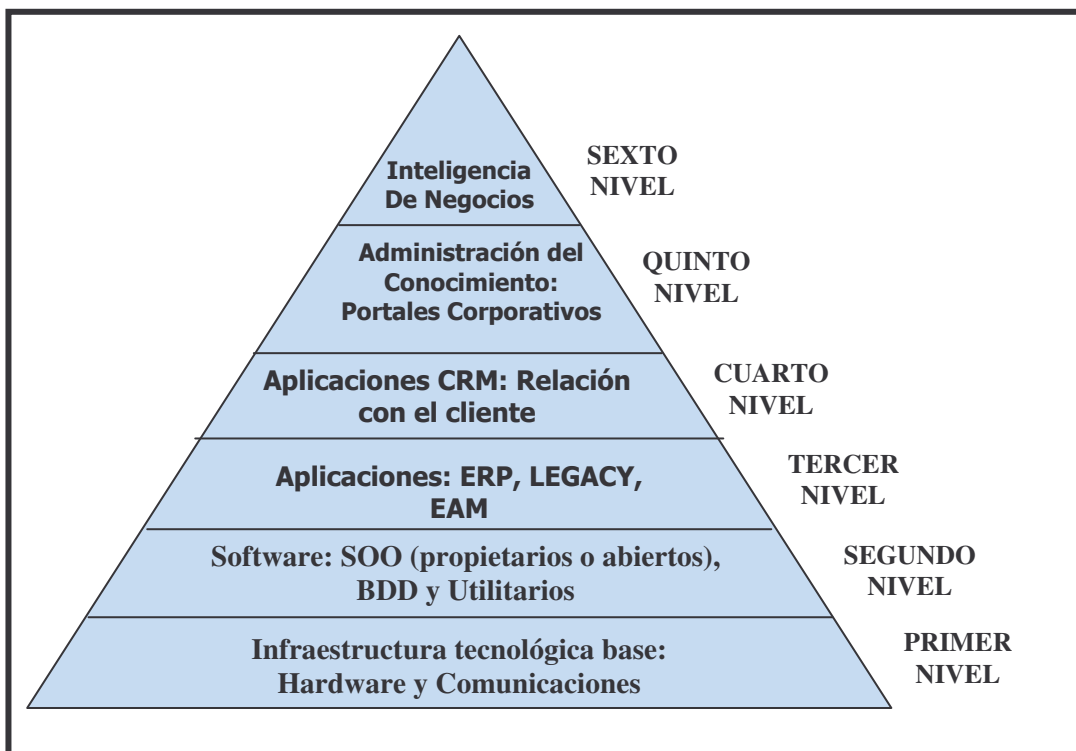 Inteligencia
De Negocios
SEXTO
NIVEL
Administración del
Conocimiento:
Portales Corporativos
QUINTO
NIVEL
Aplicaciones CRM: Relación
con el cliente
CUARTO
NIVEL
Aplicaciones: ERP, LEGACY,
EAM
TERCER
NIVEL
Software: SOO (propietarios o abiertos),
BDD y Utilitarios
SEGUNDO
NIVEL
Infraestructura tecnológica base:
Hardware y Comunicaciones
PRIMER
NIVEL